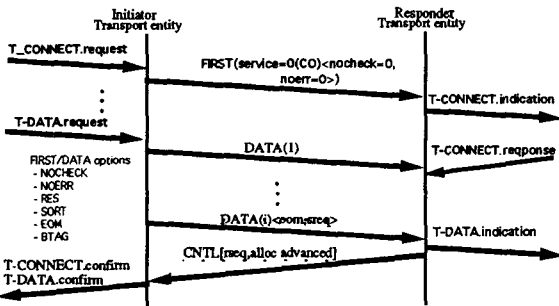 Initiator
Transport entity
Responder
Transport entity
T_CONNECT.request
FIRST(service=0(CO)<nocheck=0,
noerr=0>)
T-CONNECT.indication
T-DATA.request
DATA(1)
T-CONNECT.reqponse
FIRST/DATA options
- NOCHECK
- NOERR
- RES
- SORT
- EOM
- BTAG
DATA(i)<eom,sreq>
T-DATA.indication
CNTL[rseq,alloc advanced]
T-CONNECT.confirm
T-DATA.confirm